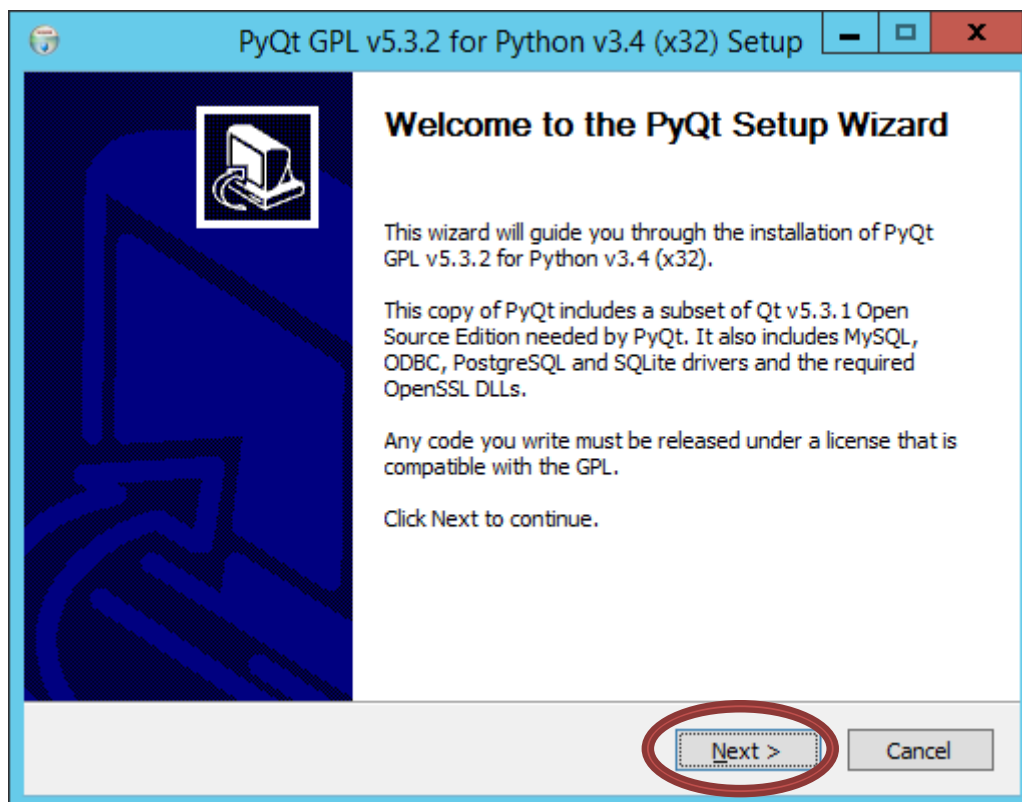 PyQt GPL v5.3.2 for Python v3.4 (x32) Setup
Welcome to the PyQt Setup Wizard
This wizard will guide you through the installation of PyQt
GPL v5.3.2 for Python v3.4 (x32).
This copy of PyQt includes a subset of Qt v5.3.1 Open
Source Edition needed by PyQt. It also includes MySQL,
ODBC, PostgreSQL and SQLite drivers and the required
OpenSSL DLLs.
Any code you write must be released under a license that is
compatible with the GPL.
Click Next to continue.
Next >
Cancel